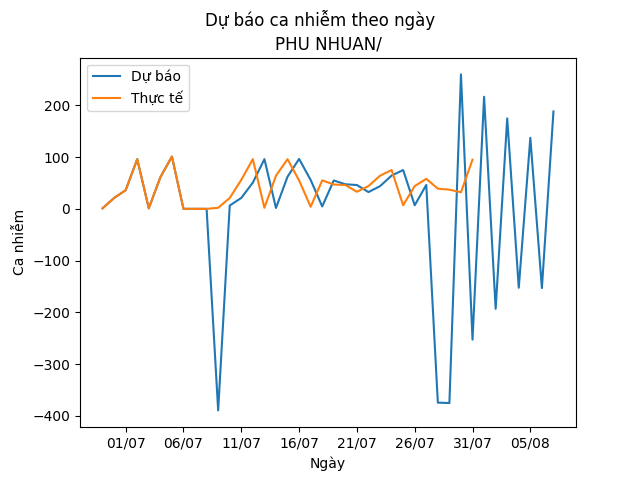 Dự báo ca nhiễm theo ngày
PHU NHUAN/
Dự báo
Thực tế
Ca nhiễm
200
100
0
−100
−200
−300
−400
01/07
06/07
11/07
16/07
21/07
26/07
31/07
05/08
Ngày